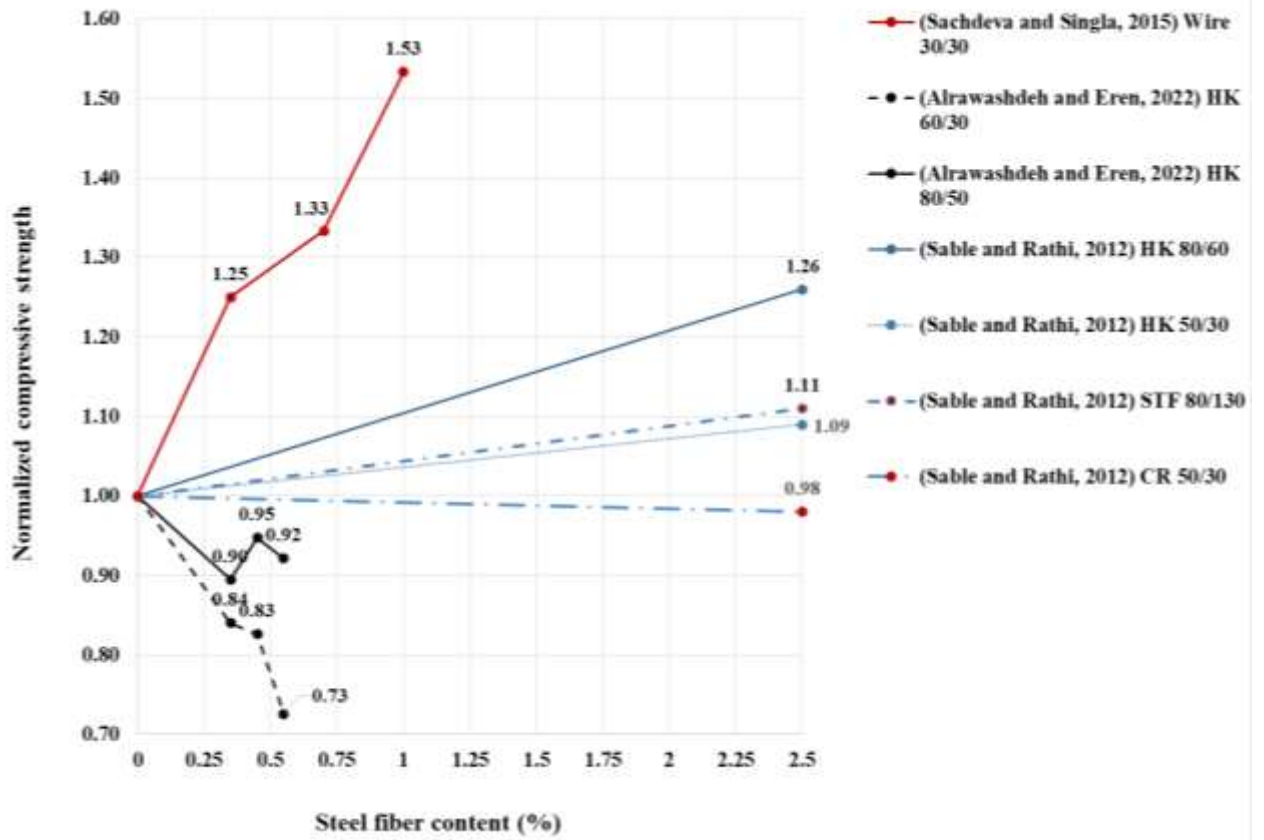 1.60
1.50
1.40
1.30
1.20
1.10
1.00
0.90
0.80
0.70
Normalized compressive strength
1.53
1.33
1.25
1.26
1.11
1.09
0.98
0.95
0.92
0.90
0.84
0.83
0.73
0 0.25 0.5 0.75 1 1.25 1.5 1.75 2 2.25 2.5
Steel fiber content (%)
(Sachdeva and Singla, 2015) Wire
30/30
(Alrawashdeh and Eren, 2022) HK
60/30
(Alrawashdeh and Eren, 2022) HK
80/50
(Sable and Rathi, 2012) HK 80/60
(Sable and Rathi, 2012) HK 50/30
(Sable and Rathi, 2012) STF 80/130
(Sable and Rathi, 2012) CR 50/30